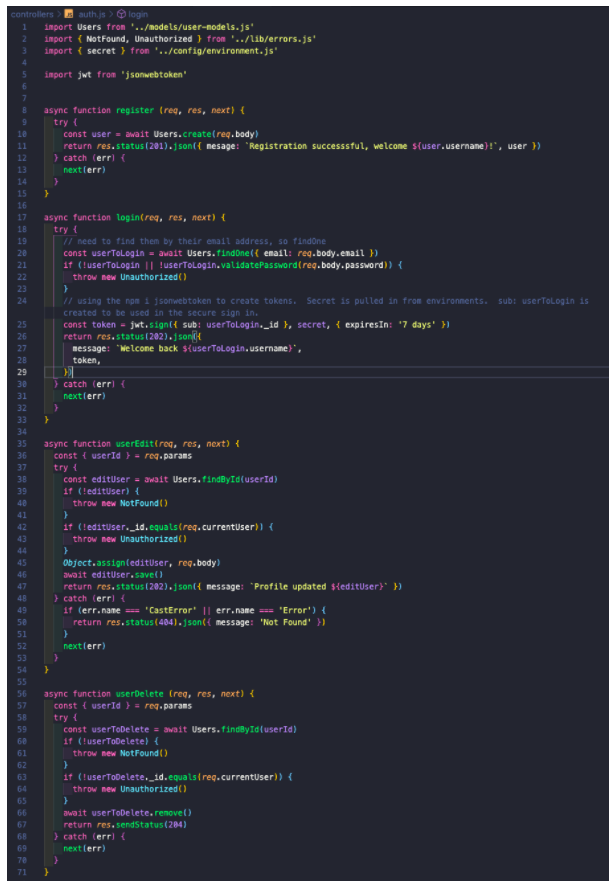 controllers > JS auth.js > login
1 import Users from '../models/user-models.js'
2 import { NotFound, Unauthorized } from '../lib/errors.js'
3 import { secret } from '../config/environment.js'
4
5 import jwt from 'jsonwebtoken'
6
7
8 async function register (req, res, next) {
9 try {
10 const user = await Users.create(req.body)
11 return res.status(201).json({ mesage: `Registration successsful, welcome ${user.username}!`, user })
12 } catch (err) {
13 next(err)
14 }
15 }
16
17 async function login(req, res, next) {
18 try {
19 // need to find them by their email address, so findOne
20 const userToLogin = await Users.findOne({ email: req.body.email })
21 if (!userToLogin || !userToLogin.validatePassword(req.body.password)) {
22 throw new Unauthorized()
23 }
24 // using the npm i jsonwebtoken to create tokens.  Secret is pulled in from environments.  sub: userToLogin is
created to be used in the secure sign in.
25 const token = jwt.sign({ sub: userToLogin._id }, secret, { expiresIn: '7 days' })
26 return res.status(202).json({
27 message: `Welcome back ${userToLogin.username}`,
28 token,
29 })
30 } catch (err) {
31 next(err)
32 }
33 }
34
35 async function userEdit(req, res, next) {
36 const { userId } = req.params
37 try {
38 const editUser = await Users.findById(userId)
39 if (!editUser) {
40 throw new NotFound()
41 }
42 if (!editUser._id.equals(req.currentUser)) {
43 throw new Unauthorized()
44 }
45 Object.assign(editUser, req.body)
46 await editUser.save()
47 return res.status(202).json({ message: `Profile updated ${editUser}` })
48 } catch (err) {
49 if (err.name === 'CastError' || err.name === 'Error') {
50 return res.status(404).json({ message: 'Not Found' })
51 }
52 next(err)
53 }
54 }
55
56 async function userDelete (req, res, next) {
57 const { userId } = req.params
58 try {
59 const userToDelete = await Users.findById(userId)
60 if (!userToDelete) {
61 throw new NotFound()
62 }
63 if (!userToDelete._id.equals(req.currentUser)) {
64 throw new Unauthorized()
65 }
66 await userToDelete.remove()
67 return res.sendStatus(204)
68 } catch (err) {
69 next(err)
70 }
71 }